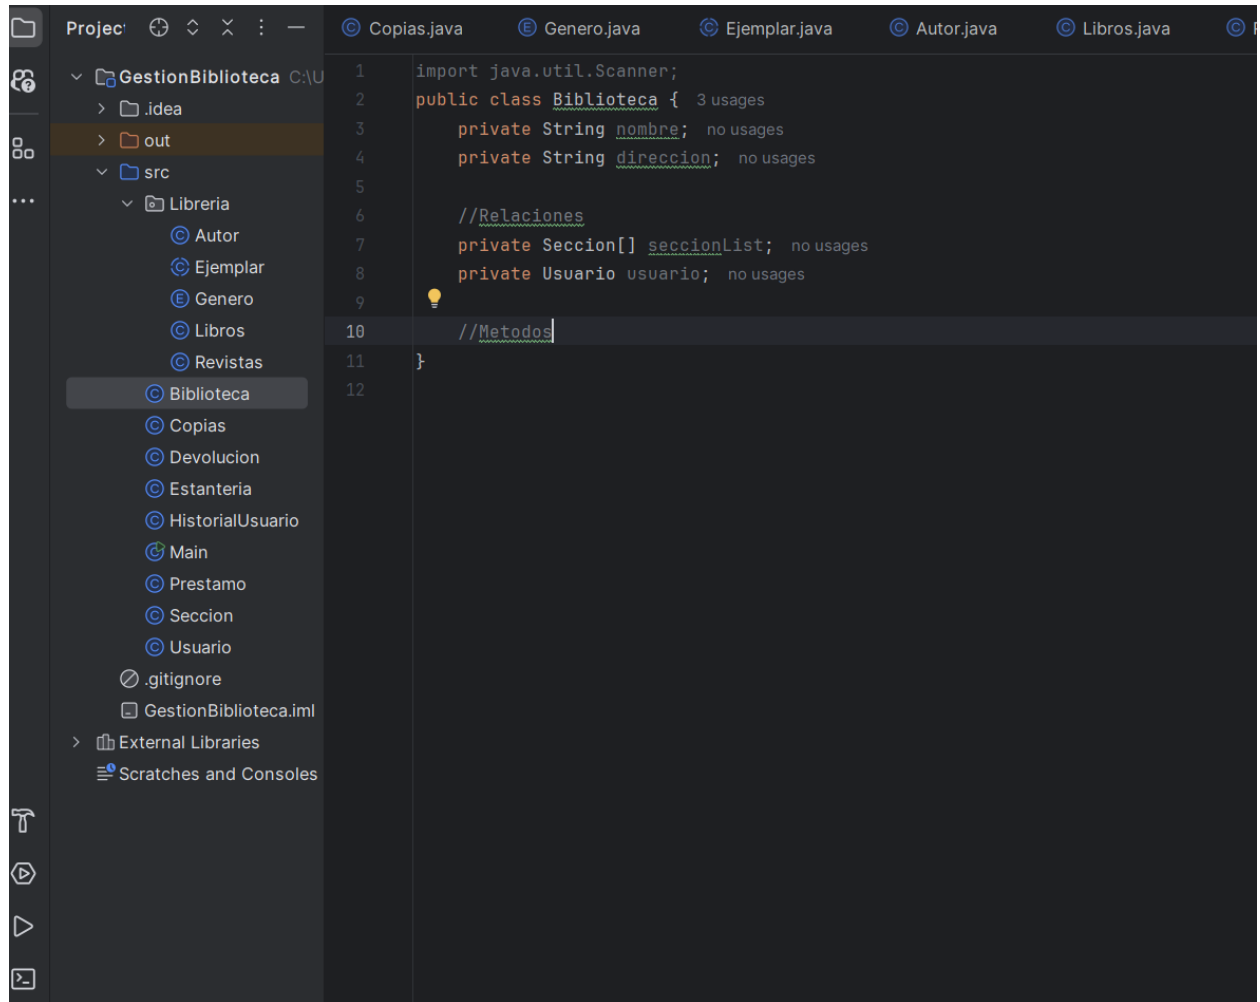 Projec
Copias.java
Genero.java
Ejemplar.java
Autor.java
Libros.java
GestionBiblioteca C:\U
.idea
out
src
Libreria
Autor
Ejemplar
Genero
Libros
Revistas
Biblioteca
Copias
Devolucion
Estanteria
HistorialUsuario
Main
Prestamo
Seccion
Usuario
.gitignore
GestionBiblioteca.iml
External Libraries
Scratches and Consoles
1 import java.util.Scanner;
2 public class Biblioteca { 3 usages
3 private String nombre; no usages
4 private String direccion; no usages
5
6 //Relaciones
7 private Seccion[] seccionList; no usages
8 private Usuario usuario; no usages
9
10 //Metodos
11 }
12